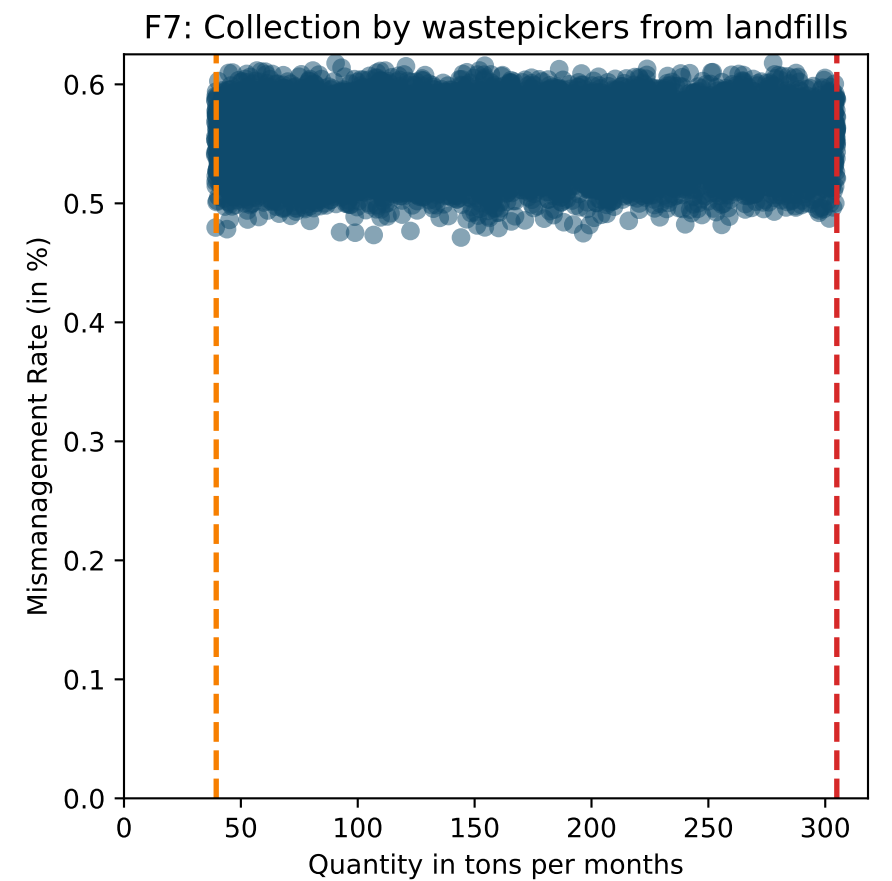 F7: Collection by wastepickers from landfills
0.6
0.5
0.4
0.3
0.2
0.1
0.0
Mismanagement Rate (in %)
0 50 100 150 200 250 300
Quantity in tons per months